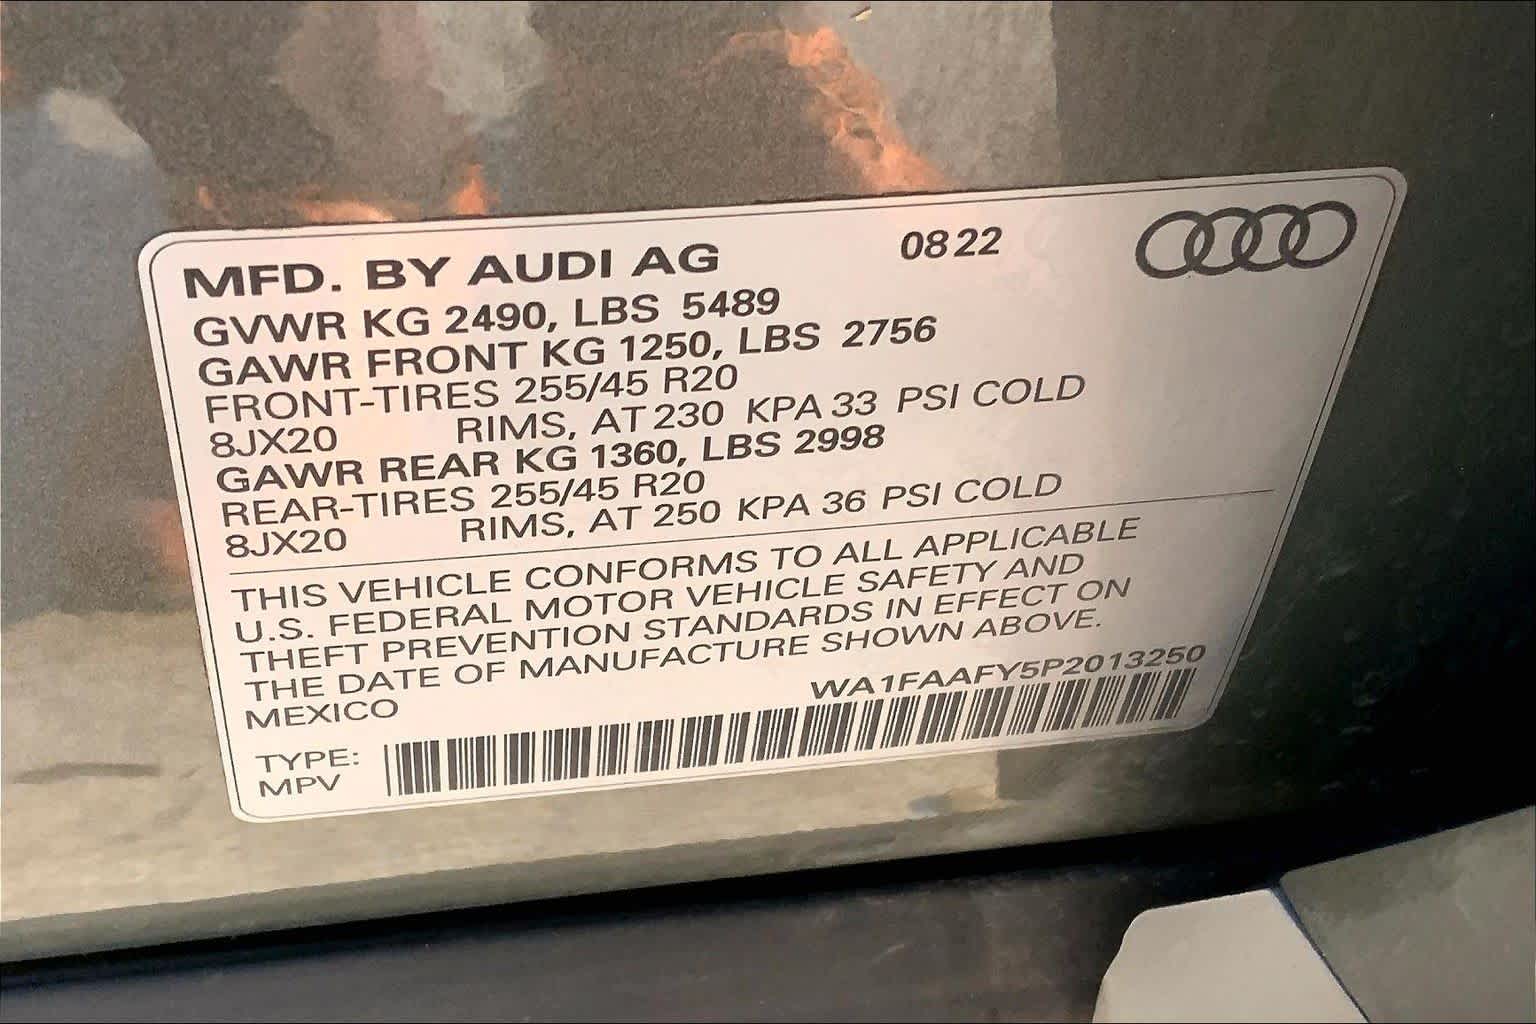 MFD. BY AUDI AG 0822
GVWR KG 2490, LBS 5489
GAWR FRONT KG 1250, LBS 2756
FRONT-TIRES 255/45 R20
8JX20 RIMS, AT 230 KPA 33 PSI COLD
GAWR REAR KG 1360, LBS 2998
REAR-TIRES 255/45 R20
8JX20 RIMS, AT 250 KPA 36 PSI COLD
THIS VEHICLE CONFORMS TO ALL APPLICABLE
U.S. FEDERAL MOTOR VEHICLE SAFETY AND
THEFT PREVENTION STANDARDS IN EFFECT ON
THE DATE OF MANUFACTURE SHOWN ABOVE.
MEXICO WA1FAAFY5P2013250
TYPE:
MPV